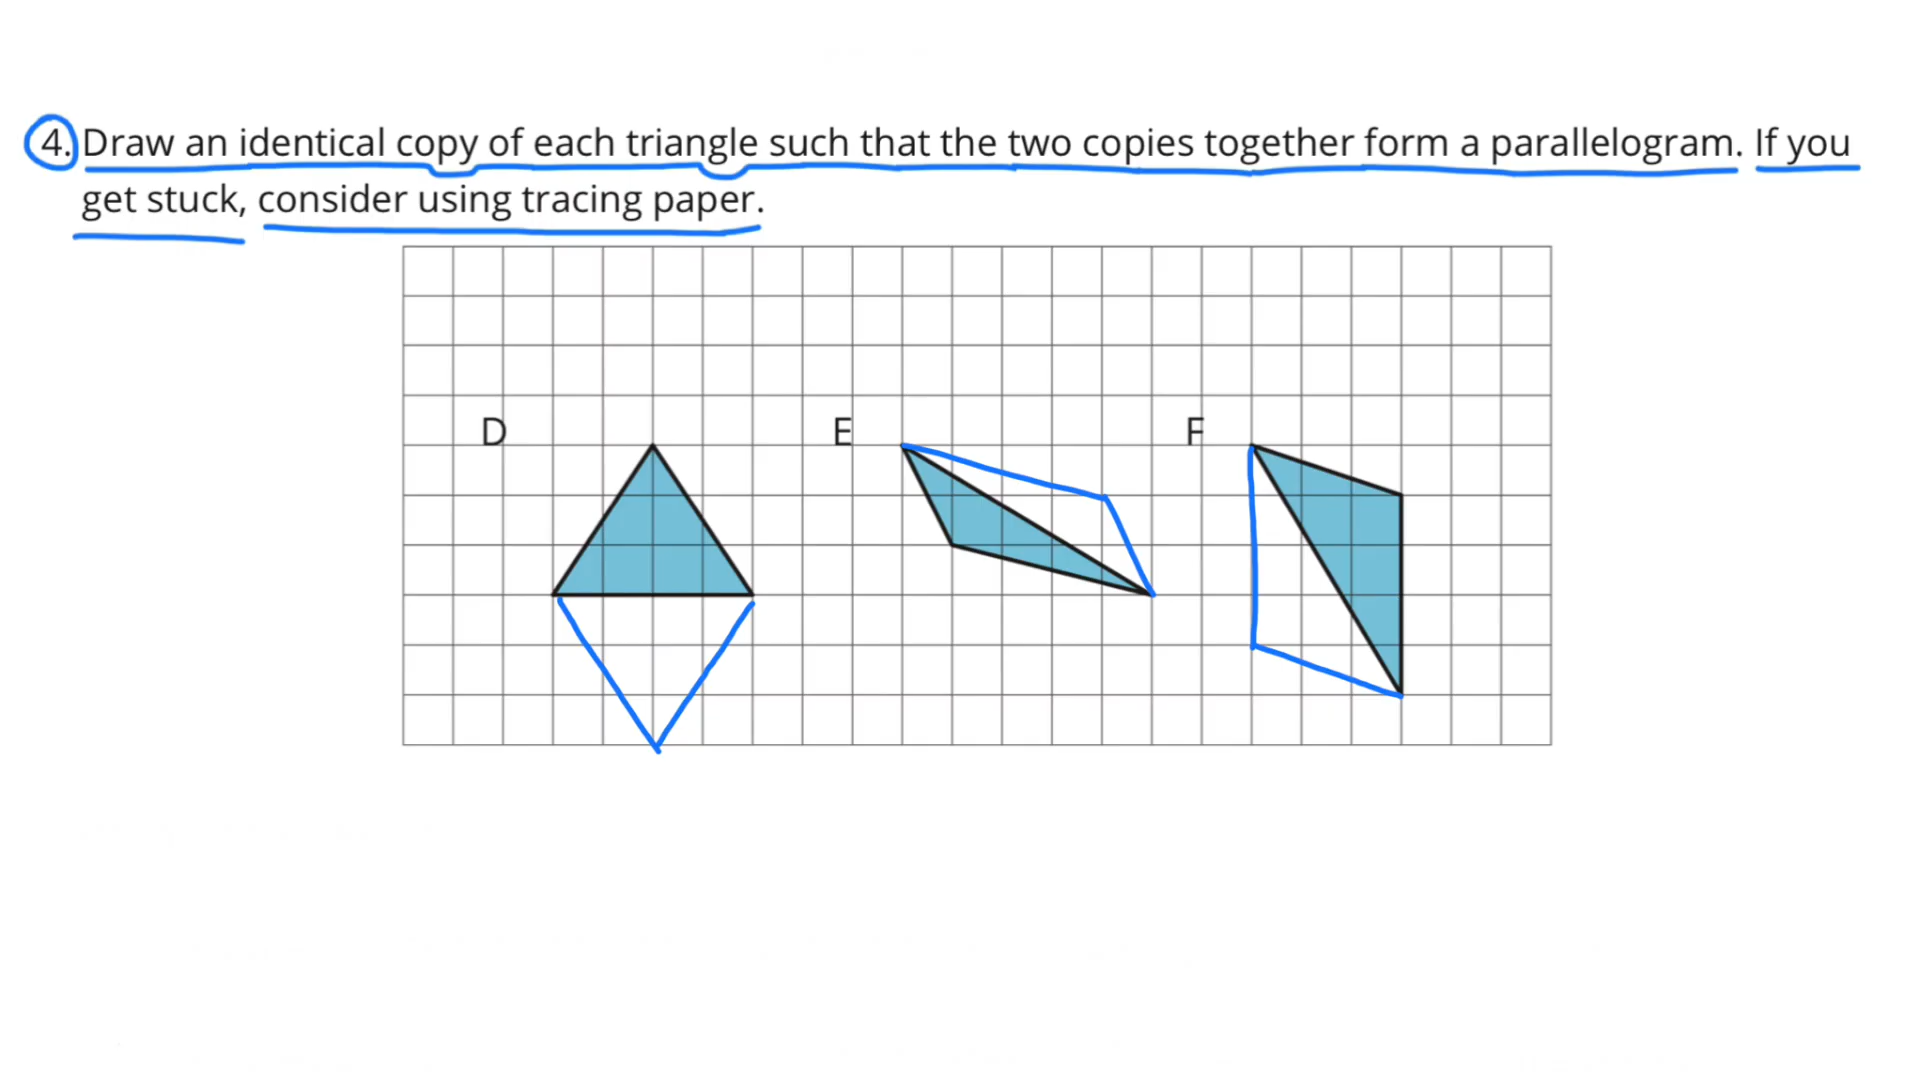 4. Draw an identical copy of each triangle such that the two copies together form a parallelogram. If you
get stuck, consider using tracing paper.
D E F